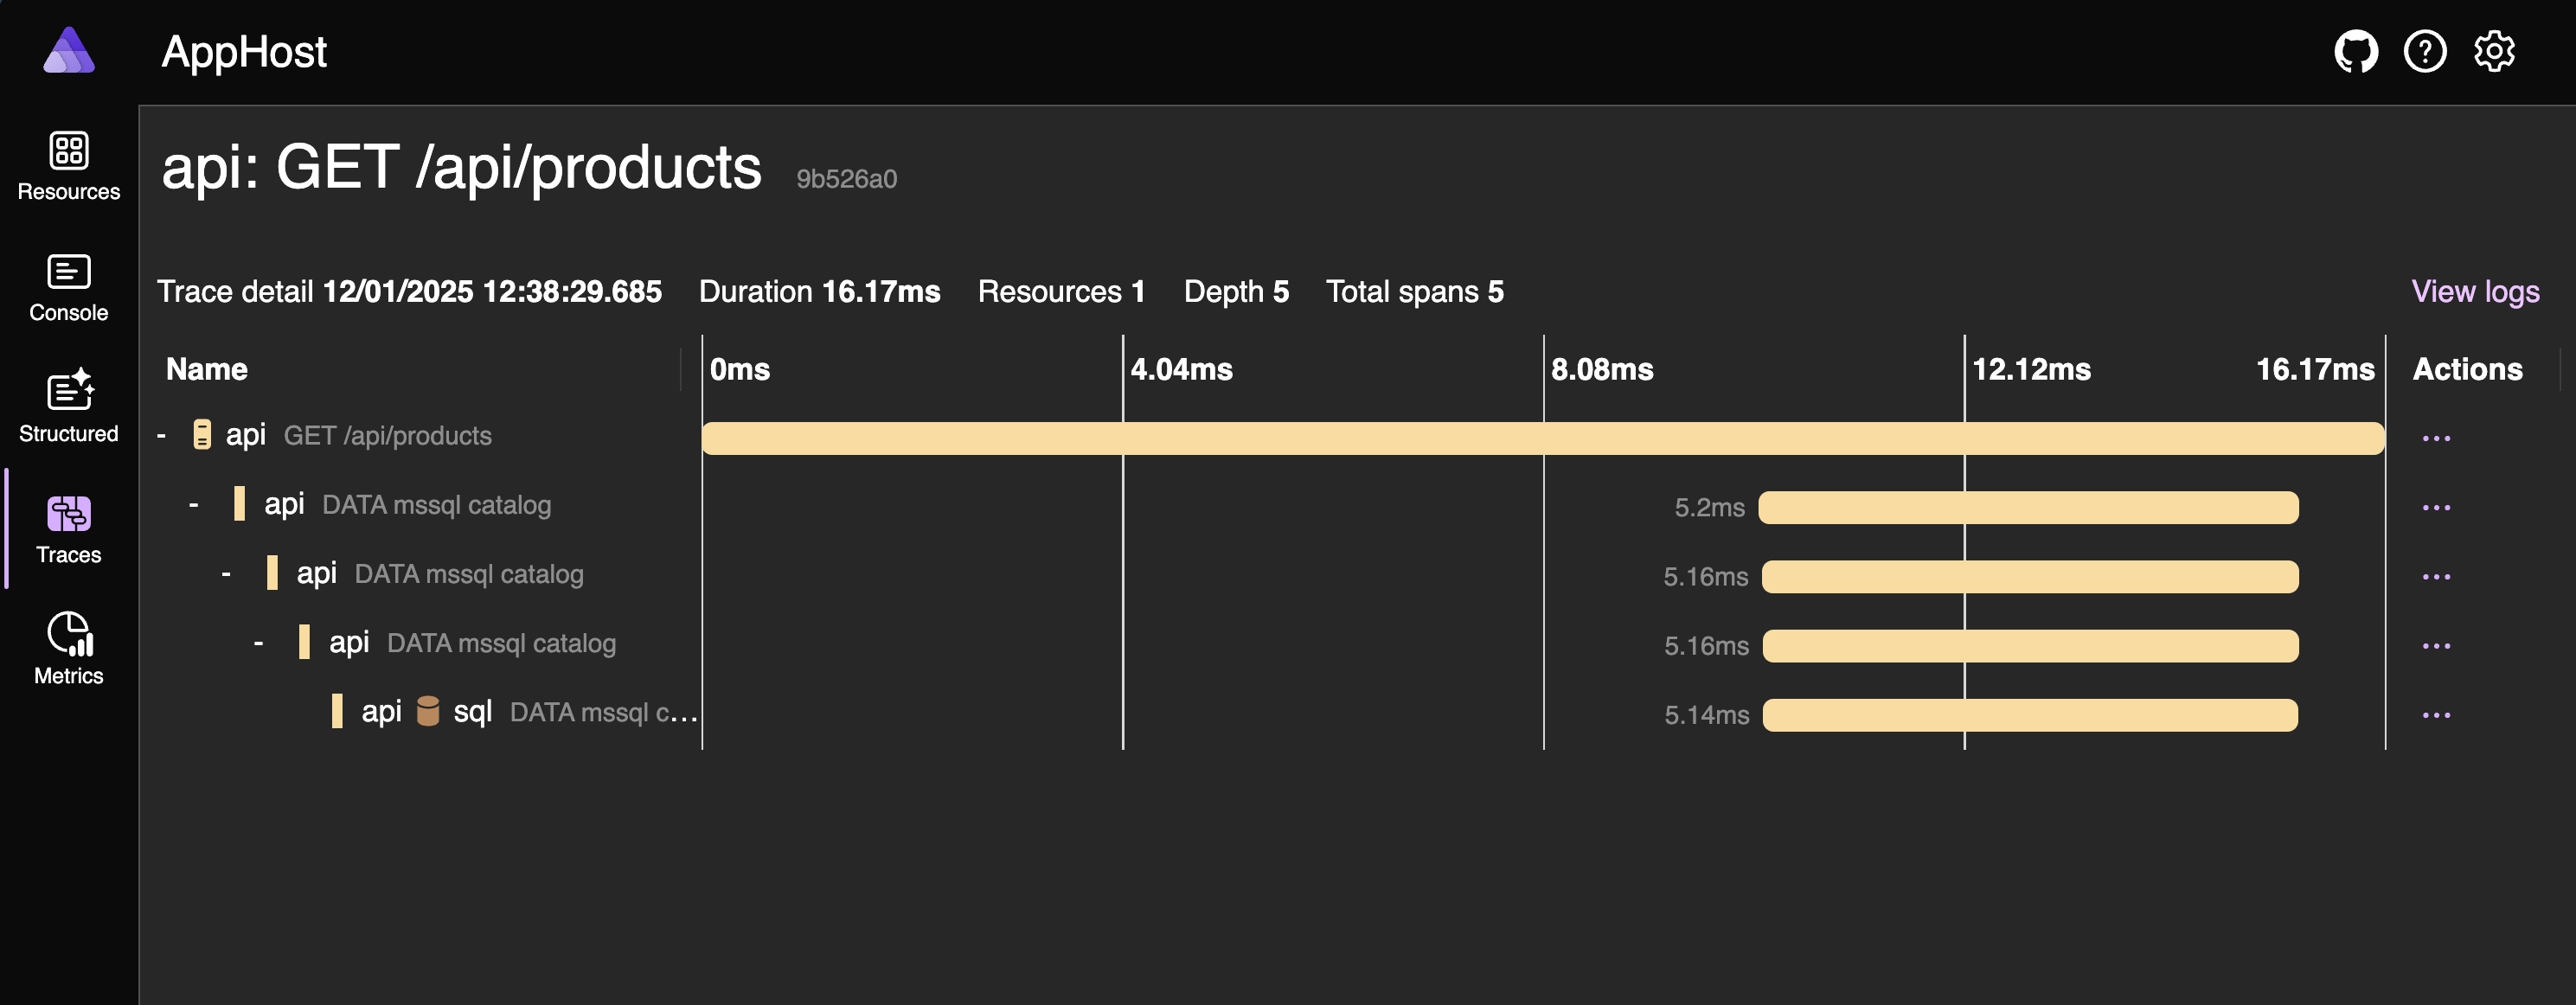 AppHost
Resources
Console
Structured
Traces
Metrics
api: GET /api/products 9b526a0
Trace detail 12/01/2025 12:38:29.685 Duration 16.17ms Resources 1 Depth 5 Total spans 5 View logs
Name 0ms 4.04ms 8.08ms 12.12ms 16.17ms Actions
- api GET /api/products ...
- api DATA mssql catalog 5.2ms ...
- api DATA mssql catalog 5.16ms ...
- api DATA mssql catalog 5.16ms ...
api sql DATA mssql c... 5.14ms ...